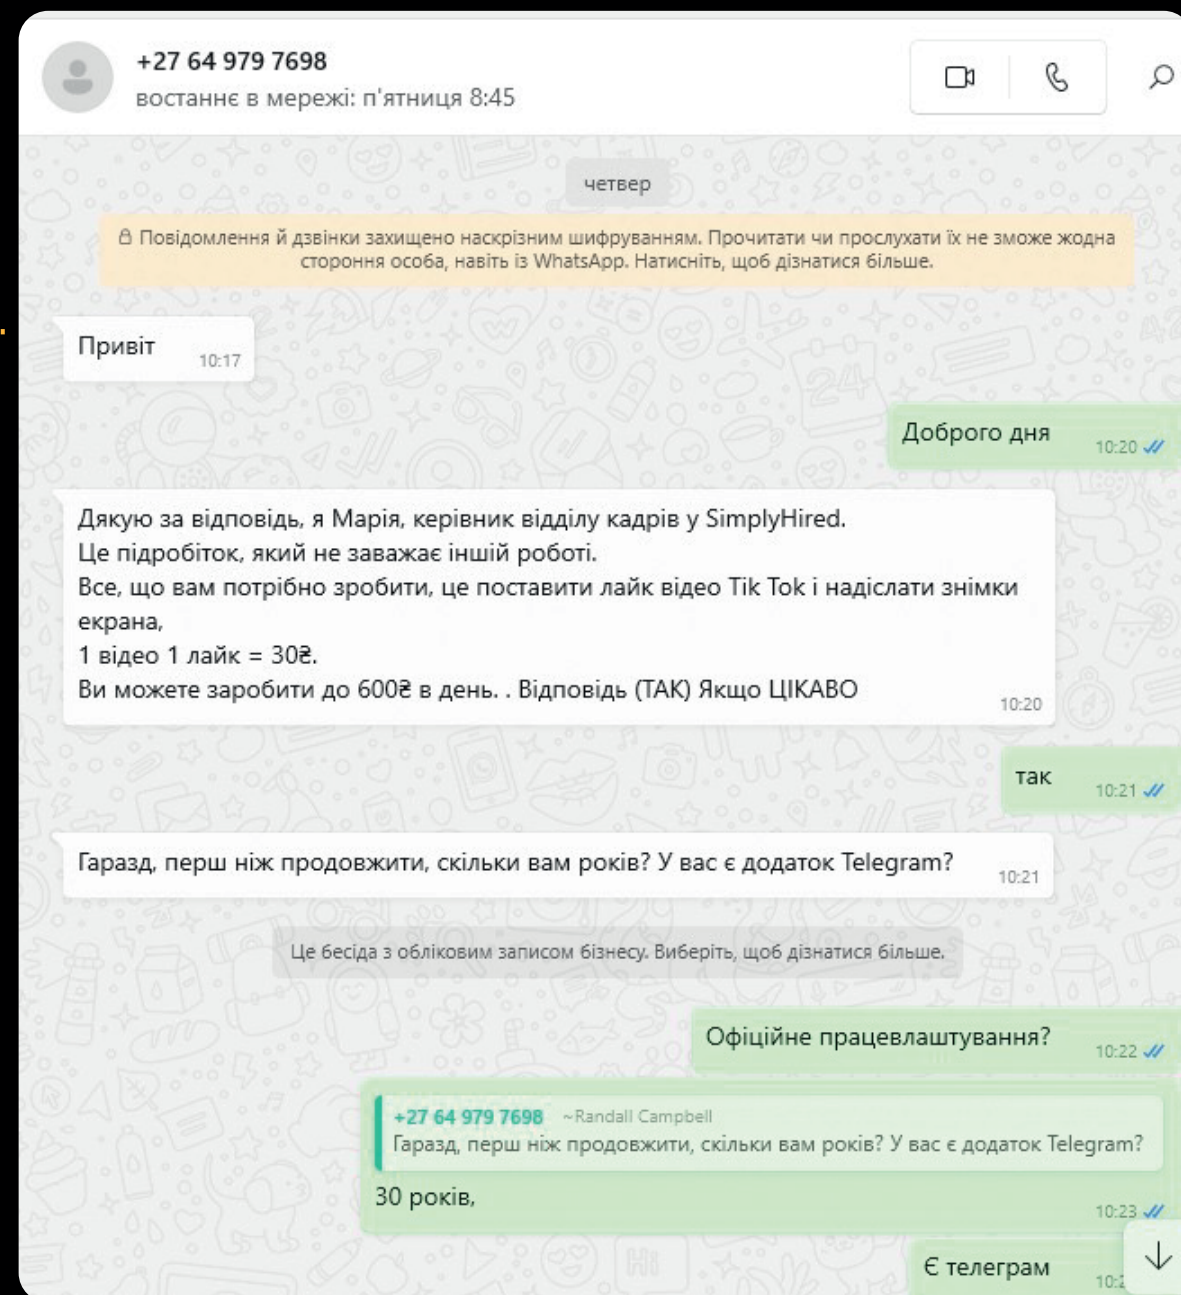 +27 64 979 7698
востаннє в мережі: п'ятниця 8:45
четвер
Повідомлення й дзвінки захищено наскрізним шифруванням. Прочитати чи прослухати їх не зможе жодна
стороння особа, навіть із WhatsApp. Натисніть, щоб дізнатися більше.
Привіт
10:17
Доброго дня
10:20
Дякую за відповідь, я Марія, керівник відділу кадрів у SimplyHired.
Це підробіток, який не заважає іншій роботі.
Все, що вам потрібно зробити, це поставити лайк відео Tik Tok і надіслати знімки
екрана,
1 відео 1 лайк = 30₴.
Ви можете заробити до 600₴ в день. . Відповідь (ТАК) Якщо ЦІКАВО
10:20
так
10:21
Гаразд, перш ніж продовжити, скільки вам років? У вас є додаток Telegram?
10:21
Це бесіда з обліковим записом бізнесу. Виберіть, щоб дізнатися більше.
Офіційне працевлаштування?
10:22
+27 64 979 7698 ~Randall Campbell
Гаразд, перш ніж продовжити, скільки вам років? У вас є додаток Telegram?
30 років,
10:23
Є телеграм